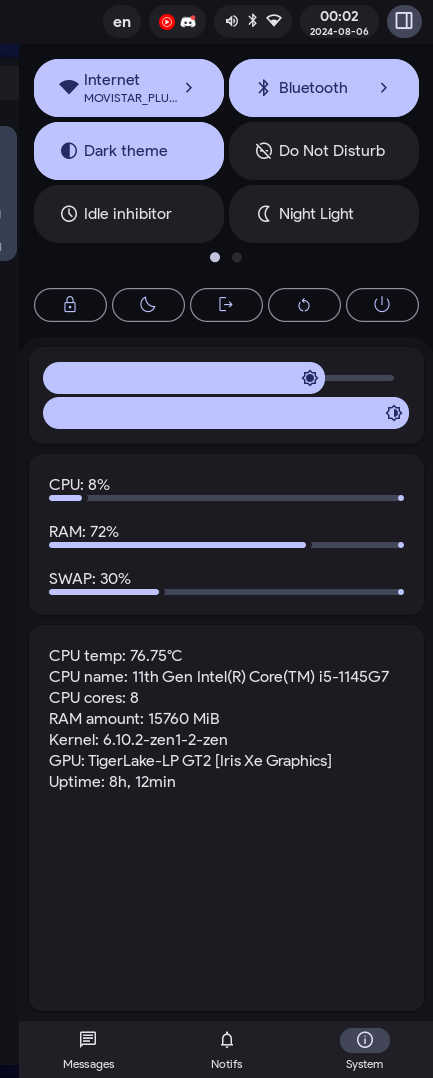 en
00:02
2024-08-06
Internet
MOVISTAR_PLU...
Bluetooth
Dark theme
Do Not Disturb
Idle inhibitor
Night Light
CPU: 8%
RAM: 72%
SWAP: 30%
CPU temp: 76.75°C
CPU name: 11th Gen Intel(R) Core(TM) i5-1145G7
CPU cores: 8
RAM amount: 15760 MiB
Kernel: 6.10.2-zen1-2-zen
GPU: TigerLake-LP GT2 [Iris Xe Graphics]
Uptime: 8h, 12min
Messages
Notifs
System